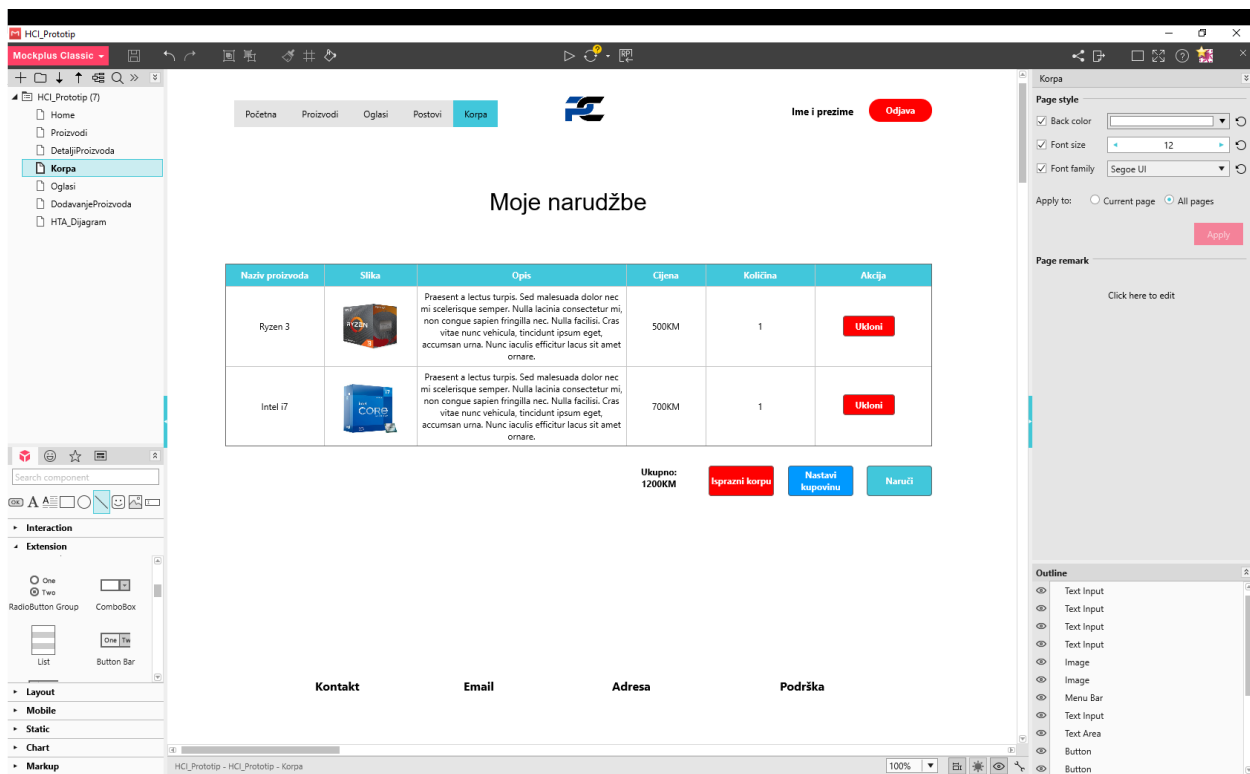 HCI_Prototip
Mockplus Classic
RP
HCI_Prototip (7)
Home
Proizvodi
DetaljiProizvoda
Korpa
Oglasi
DodavanjeProizvoda
HTA_Dijagram
Search component
OK
A
A
Interaction
Extension
One
Two
RadioButton Group
ComboBox
One
List
Button Bar
Layout
Mobile
Static
Chart
Markup
Početna Proizvodi Oglasi Postovi Korpa
PC
Ime i prezime
Odjava
Moje narudžbe
Naziv proizvoda Slika Opis Cijena Količina Akcija
Ryzen 3
RYZEN
Praesent a lectus turpis. Sed malesuada dolor nec
mi scelerisque semper. Nulla lacinia consectetur mi,
non congue sapien fringilla nec. Nulla facilisi. Cras
vitae nunc vehicula, tincidunt ipsum eget,
accumsan urna. Nunc iaculis efficitur lacus sit amet
ornare.
500KM
1
Ukloni
Intel i7
CORE
Praesent a lectus turpis. Sed malesuada dolor nec
mi scelerisque semper. Nulla lacinia consectetur mi,
non congue sapien fringilla nec. Nulla facilisi. Cras
vitae nunc vehicula, tincidunt ipsum eget,
accumsan urna. Nunc iaculis efficitur lacus sit amet
ornare.
700KM
1
Ukloni
Ukupno:
1200KM
Isprazni korpu
Nastavi
kupovinu
Naruči
Kontakt Email Adresa Podrška
HCI_Prototip - HCI_Prototip - Korpa
100%
Korpa
Page style
Back color
Font size 12
Font family Segoe UI
Apply to: Current page All pages
Apply
Page remark
Click here to edit
Outline
Text Input
Text Input
Text Input
Text Input
Image
Image
Menu Bar
Text Input
Text Area
Button
Button